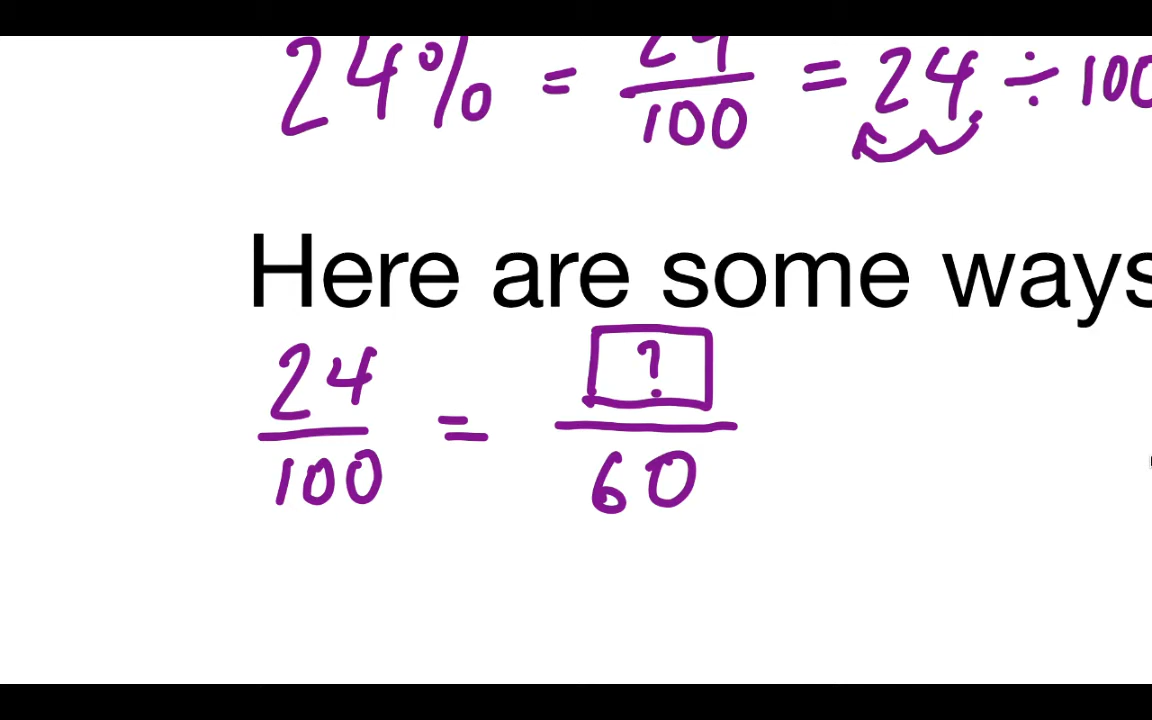 24% = 24/100 = 24 ÷ 100
Here are some ways
24/100 = ?/60